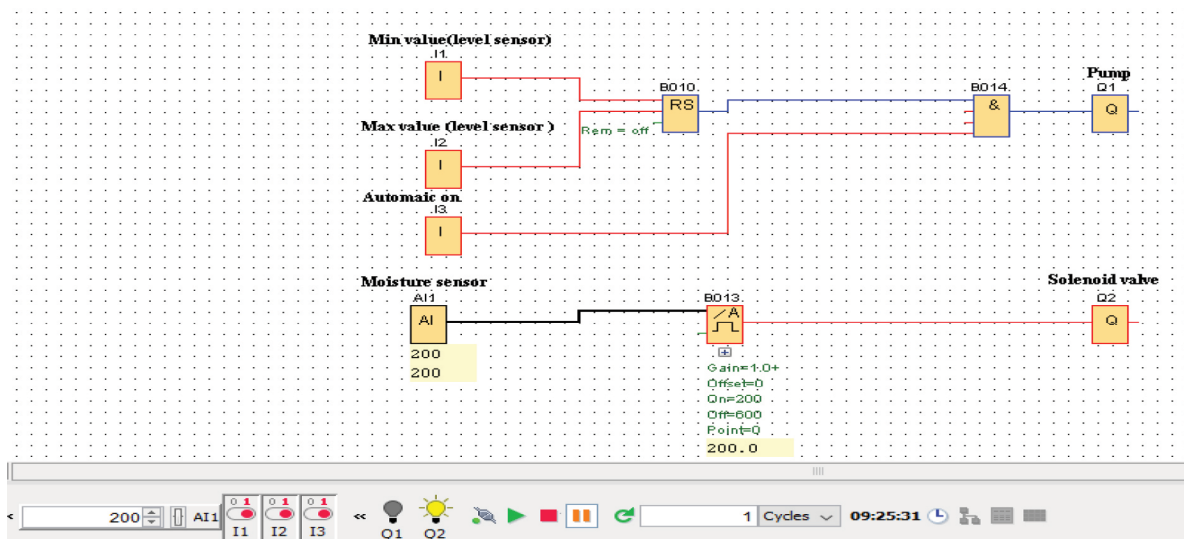 Min value(level sensor)
I1
I
Max value (level sensor )
I2
I
Automaic on
I3
I
B010
RS
Rem = off
B014
&
Pump
Q1
Q
Moisture sensor
AI1
AI
200
200
B013
/A
Gain=1.0+
Offset=0
On=200
Off=600
Point=0
200.0
Solenoid valve
Q2
Q
200 AI1 0 1 I1 0 1 I2 0 1 I3 « Q1 Q2 1 Cycles 09:25:31